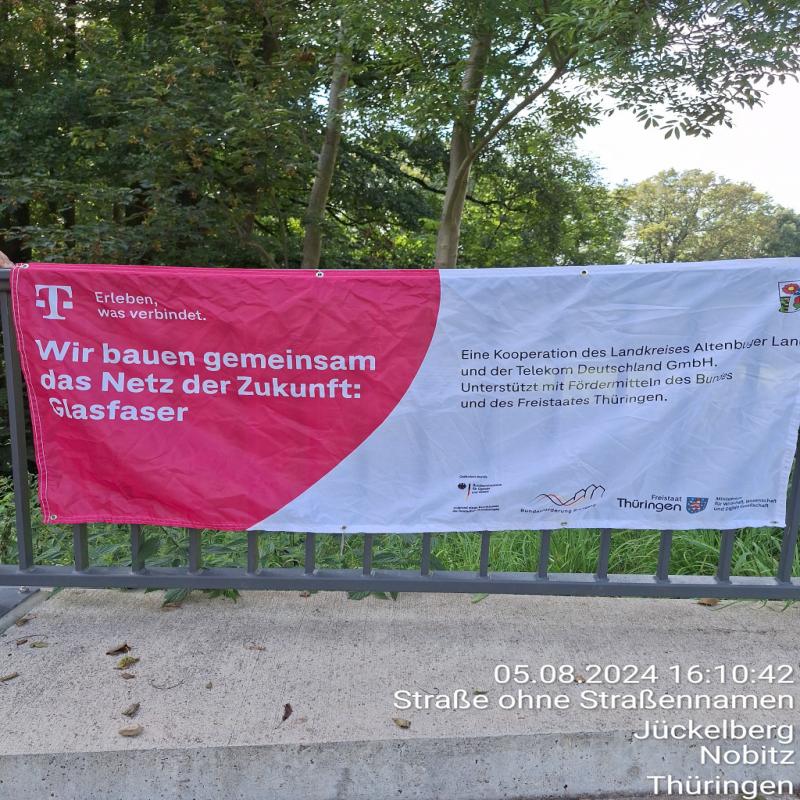 T
Erleben,
was verbindet.
Wir bauen gemeinsam
das Netz der Zukunft:
Glasfaser
Eine Kooperation des Landkreises Altenburger Lan
und der Telekom Deutschland GmbH.
Unterstützt mit Fördermitteln des Bundes
und des Freistaates Thüringen.
Freistaat
Thüringen
05.08.2024 16:10:42
Straße ohne Straßennamen
Jückelberg
Nobitz
Thüringen